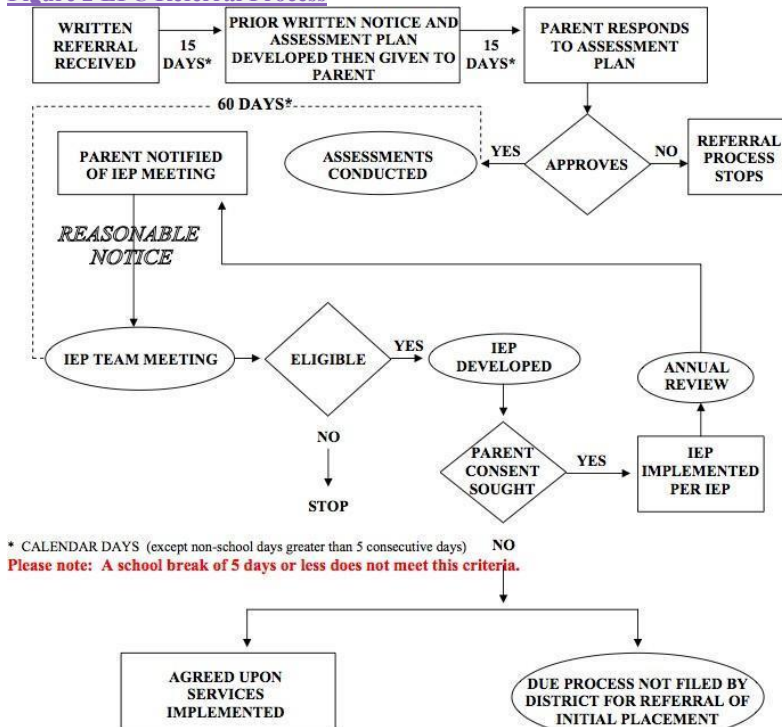 WRITTEN
REFERRAL
RECEIVED
15
DAYS*
PRIOR WRITTEN NOTICE AND
ASSESSMENT PLAN
DEVELOPED THEN GIVEN TO
PARENT
15
DAYS*
PARENT RESPONDS
TO ASSESSMENT
PLAN
60 DAYS*
PARENT NOTIFIED
OF IEP MEETING
ASSESSMENTS
CONDUCTED
YES
APPROVES
NO
REFERRAL
PROCESS
STOPS
REASONABLE
NOTICE
IEP TEAM MEETING
ELIGIBLE
YES
IEP
DEVELOPED
ANNUAL
REVIEW
NO
STOP
PARENT
CONSENT
SOUGHT
YES
IEP
IMPLEMENTED
PER IEP
* CALENDAR DAYS (except non-school days greater than 5 consecutive days)
NO
Please note: A school break of 5 days or less does not meet this criteria.
AGREED UPON
SERVICES
IMPLEMENTED
DUE PROCESS NOT FILED BY
DISTRICT FOR REFERRAL OF
INITIAL PLACEMENT